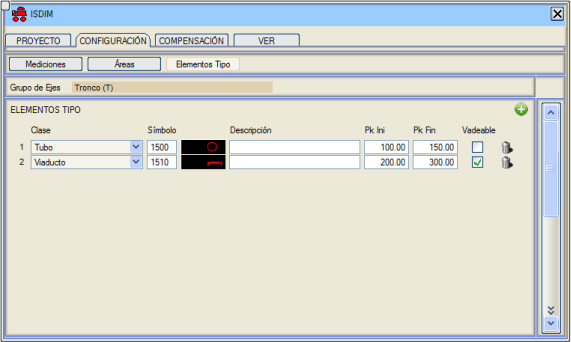 ISDIM
PROYECTO CONFIGURACIÓN COMPENSACIÓN VER
Mediciones Áreas Elementos Tipo
Grupo de Ejes Tronco (T)
ELEMENTOS TIPO
Clase Símbolo Descripción Pk Ini Pk Fin Vadeable
1 Tubo 1500 100.00 150.00
2 Viaducto 1510 200.00 300.00